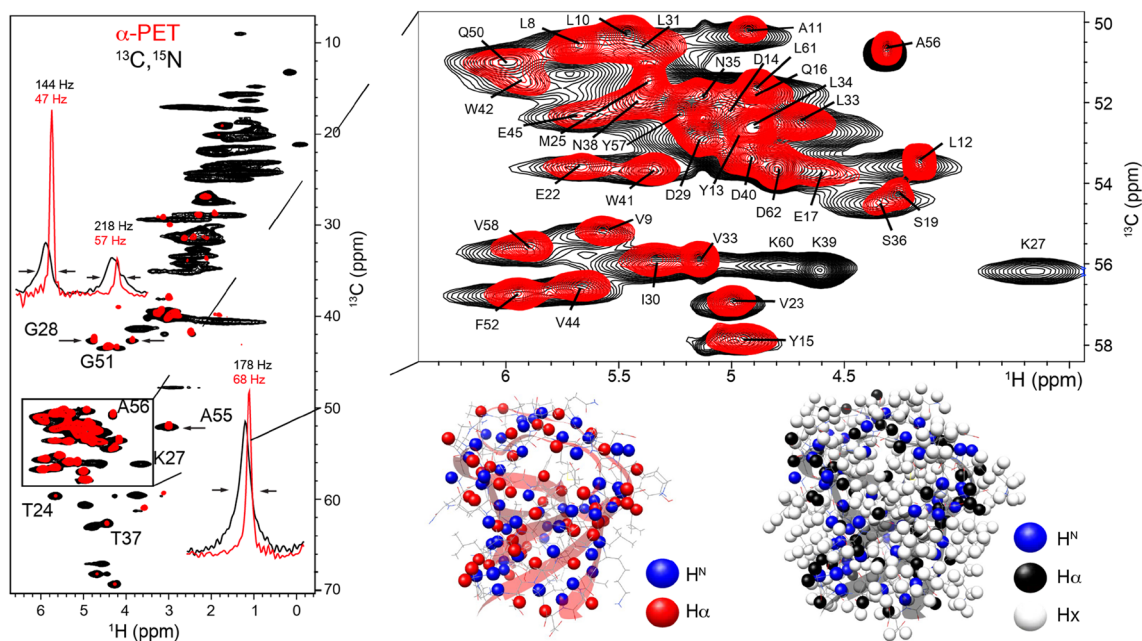 α-PET
¹³C,¹⁵N
144 Hz
47 Hz
218 Hz
57 Hz
G28
G51
178 Hz
68 Hz
A56
A55
K27
T24
T37
10
20
30
40
50
60
70
¹³C (ppm)
6 5 4 3 2 1 0
¹H (ppm)
Q50
L8
L10
L31
A11
L61
A56
N35
D14
Q16
L34
L33
W42
E45
M25
N38
Y57
L12
E22
W41
D29
Y13
D40
D62
E17
S19
S36
V58
V9
V33
K60
K39
K27
I30
F52
V44
V23
Y15
50
52
54
56
58
¹³C (ppm)
6 5.5 5 4.5 ¹H (ppm)
Hᴺ
Hα
Hᴺ
Hα
Hx